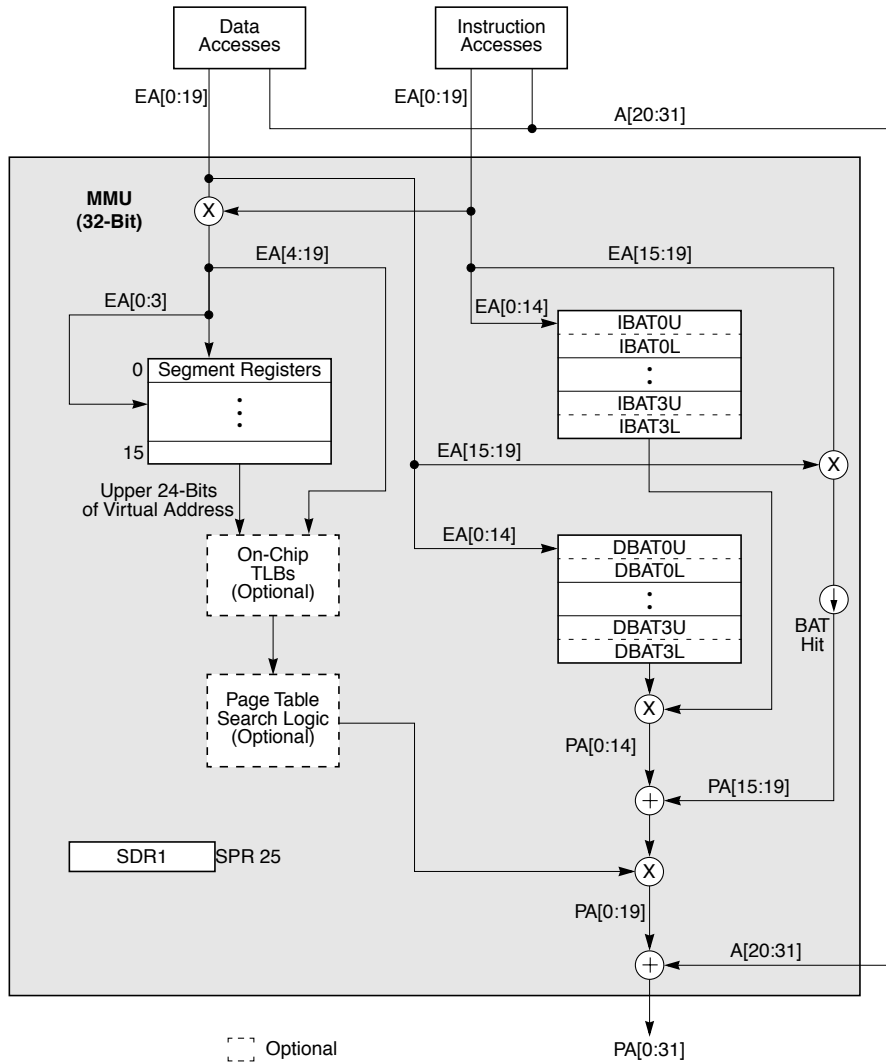 Data
Accesses
Instruction
Accesses
EA[0:19]
EA[0:19]
A[20:31]
MMU
(32-Bit)
X
EA[4:19]
EA[15:19]
EA[0:3]
EA[0:14]
IBAT0U
IBAT0L
IBAT3U
IBAT3L
0
Segment Registers
15
EA[15:19]
X
Upper 24-Bits
of Virtual Address
EA[0:14]
On-Chip
TLBs
(Optional)
DBAT0U
DBAT0L
DBAT3U
DBAT3L
BAT
Hit
Page Table
Search Logic
(Optional)
X
PA[0:14]
PA[15:19]
+
SDR1
SPR 25
X
PA[0:19]
A[20:31]
+
Optional
PA[0:31]